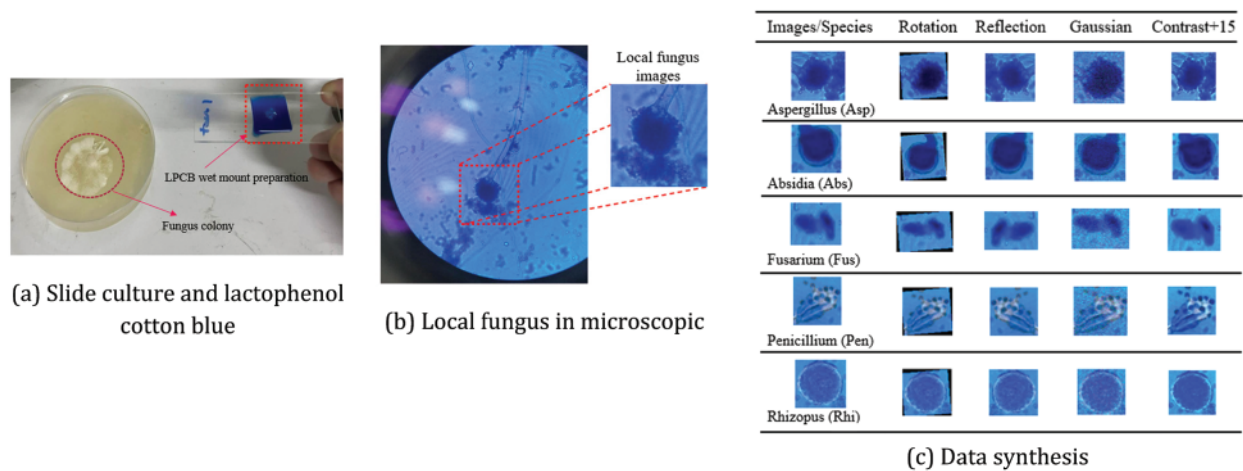 LPCB wet mount preparation
Fungus colony
(a) Slide culture and lactophenol
cotton blue
Local fungus
images
(b) Local fungus in microscopic
Images/Species Rotation Reflection Gaussian Contrast+15
Aspergillus (Asp)
Absidia (Abs)
Fusarium (Fus)
Penicillium (Pen)
Rhizopus (Rhi)
(c) Data synthesis